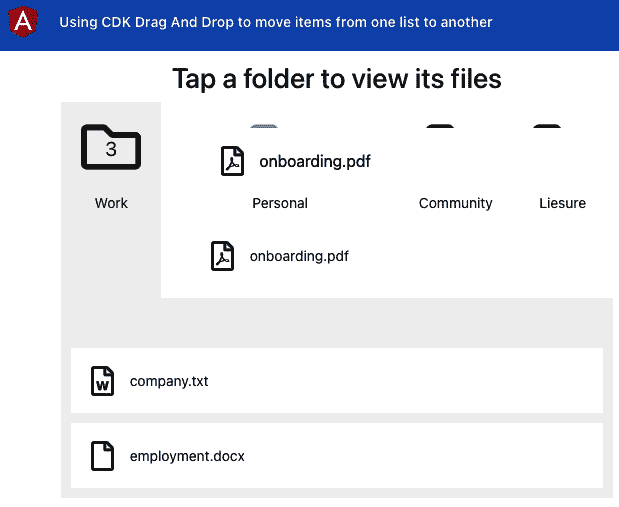 A
Using CDK Drag And Drop to move items from one list to another
Tap a folder to view its files
3
onboarding.pdf
Work Personal Community Liesure
onboarding.pdf
W
company.txt
employment.docx